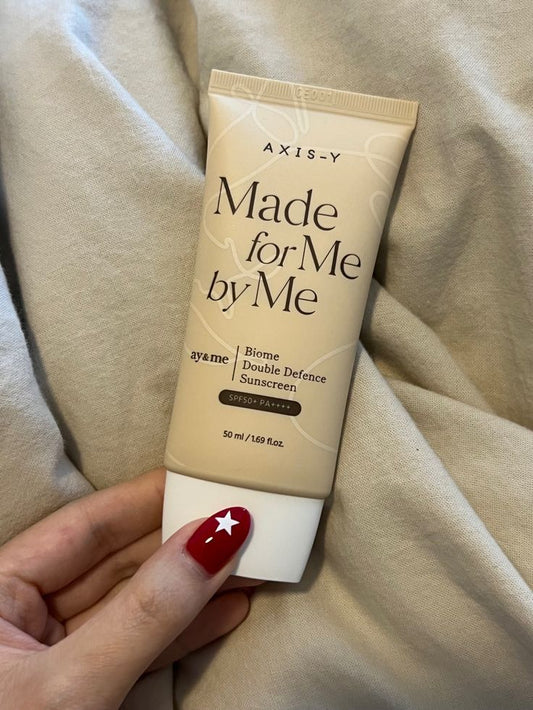 AXIS-Y
Made
for Me
by Me
ay&me
Biome
Double Defence
Sunscreen
SPF50+ PA++++
50 ml / 1.69 fl.oz.